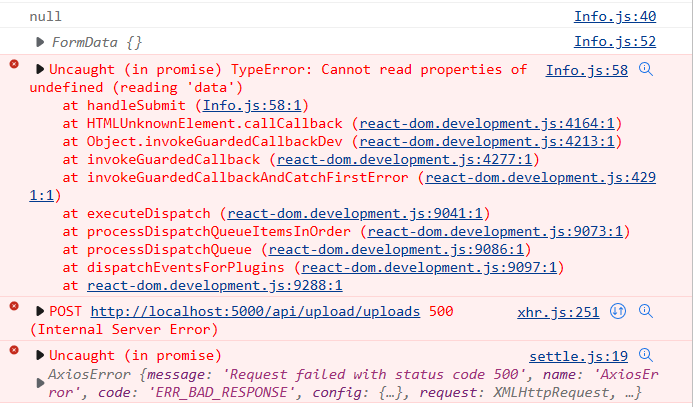 null Info.js:40
FormData {} Info.js:52
Uncaught (in promise) TypeError: Cannot read properties of Info.js:58
undefined (reading 'data')
at handleSubmit (Info.js:58:1)
at HTMLUnknownElement.callCallback (react-dom.development.js:4164:1)
at Object.invokeGuardedCallbackDev (react-dom.development.js:4213:1)
at invokeGuardedCallback (react-dom.development.js:4277:1)
at invokeGuardedCallbackAndCatchFirstError (react-dom.development.js:429
1:1)
at executeDispatch (react-dom.development.js:9041:1)
at processDispatchQueueItemsInOrder (react-dom.development.js:9073:1)
at processDispatchQueue (react-dom.development.js:9086:1)
at dispatchEventsForPlugins (react-dom.development.js:9097:1)
at react-dom.development.js:9288:1
POST http://localhost:5000/api/upload/uploads 500 xhr.js:251
(Internal Server Error)
Uncaught (in promise) settle.js:19
AxiosError {message: 'Request failed with status code 500', name: 'AxiosEr
ror', code: 'ERR_BAD_RESPONSE', config: {…}, request: XMLHttpRequest, …}